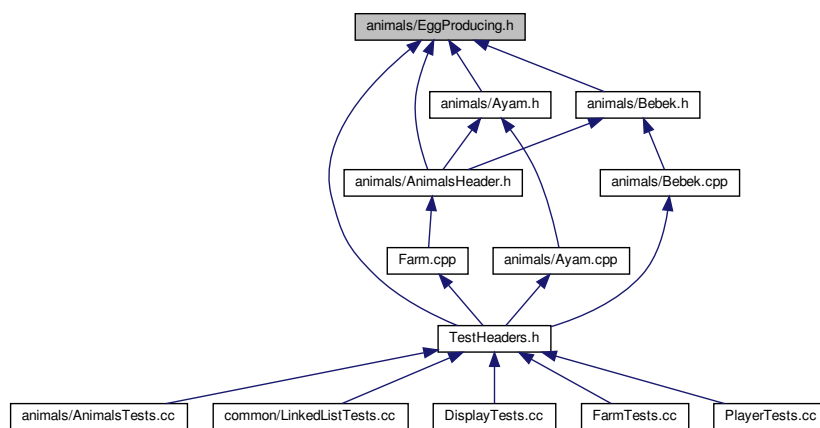 animals/EggProducing.h
animals/Ayam.h
animals/Bebek.h
animals/AnimalsHeader.h
animals/Bebek.cpp
Farm.cpp
animals/Ayam.cpp
TestHeaders.h
animals/AnimalsTests.cc
common/LinkedListTests.cc
DisplayTests.cc
FarmTests.cc
PlayerTests.cc